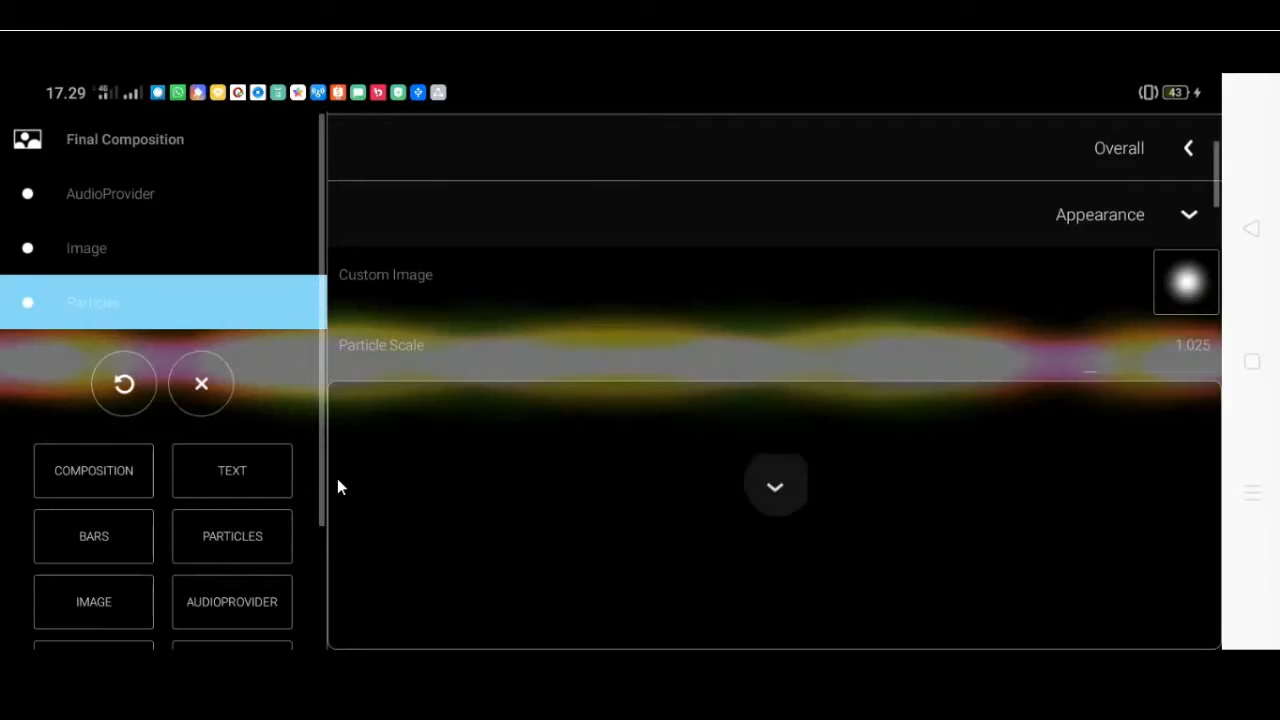 17.29
43
Final Composition
AudioProvider
Image
Particles
COMPOSITION
TEXT
BARS
PARTICLES
IMAGE
AUDIOPROVIDER
Overall
Appearance
Custom Image
Particle Scale
1.025